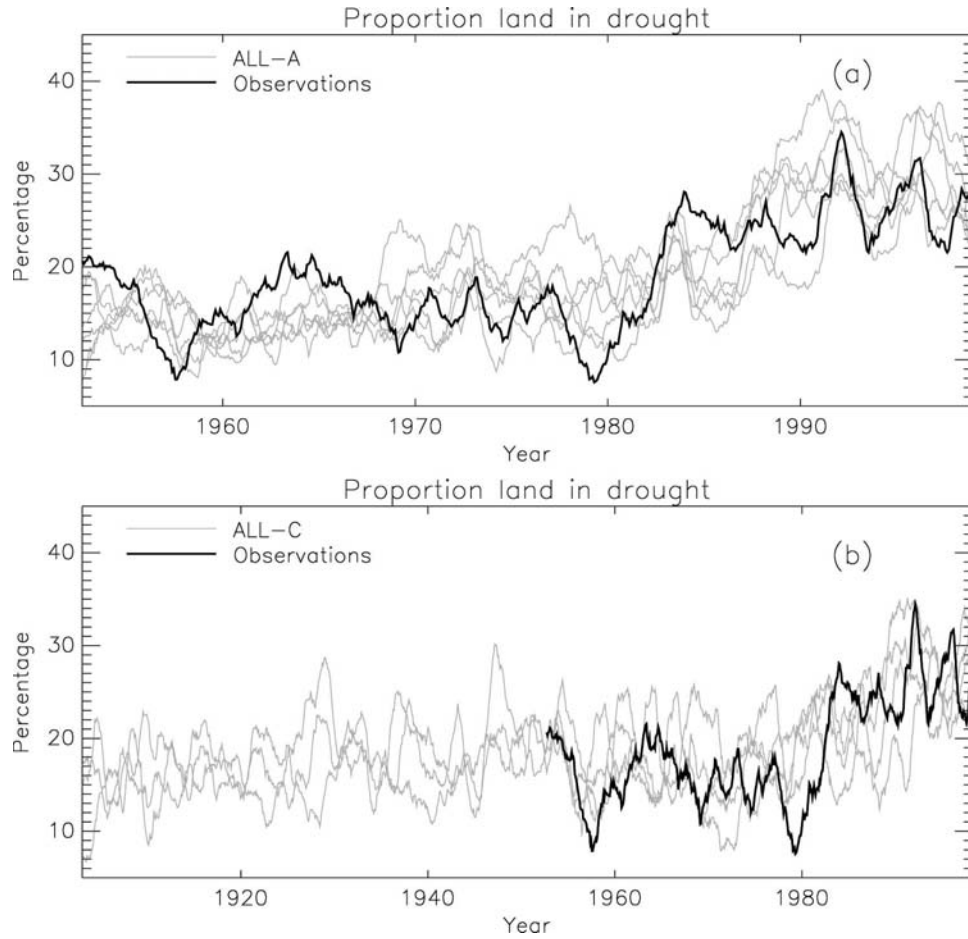 Proportion land in drought
ALL-A
Observations
(a)
40
30
20
10
Percentage
1960 1970 1980 1990
Year
Proportion land in drought
ALL-C
Observations
(b)
40
30
20
10
Percentage
1920 1940 1960 1980
Year